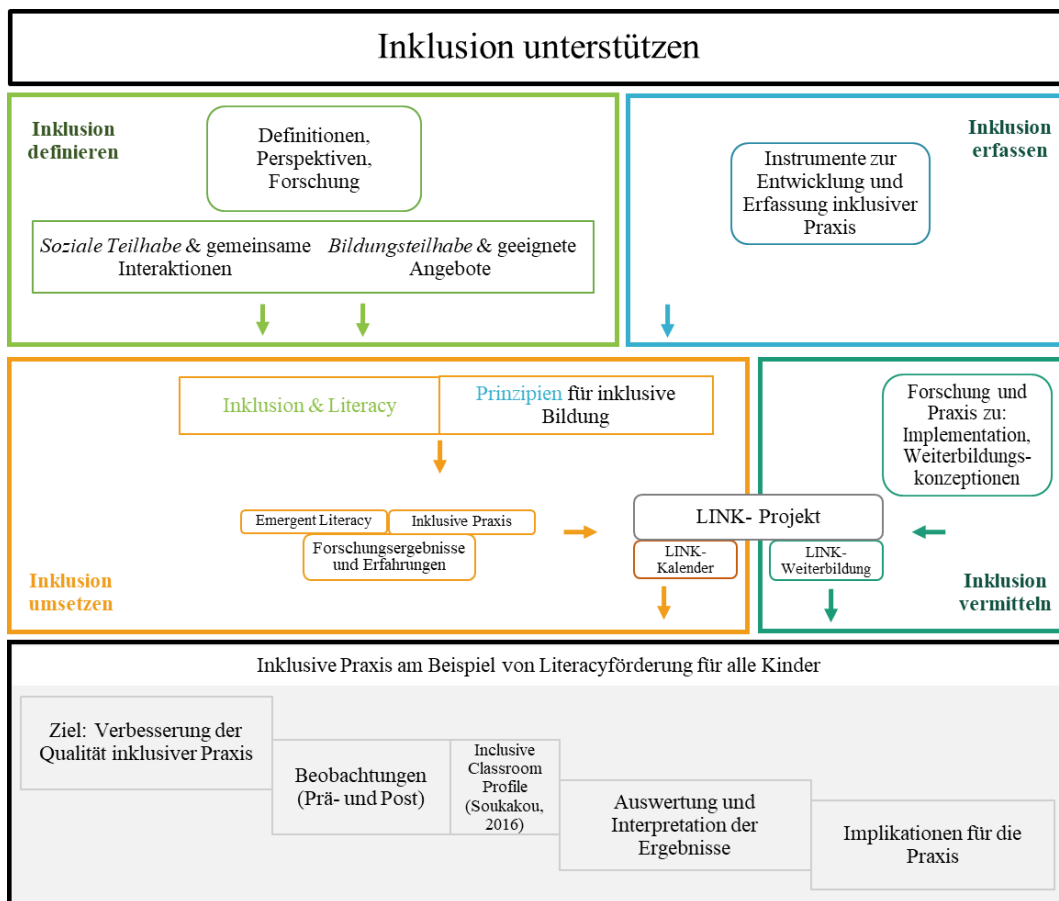 Inklusion unterstützen
Inklusion
definieren
Definitionen,
Perspektiven,
Forschung
Soziale Teilhabe & gemeinsame
Interaktionen
Bildungsteilhabe & geeignete
Angebote
Inklusion
erfassen
Instrumente zur
Entwicklung und
Erfassung inklusiver
Praxis
Inklusion & Literacy
Prinzipien für inklusive
Bildung
Emergent Literacy
Inklusive Praxis
Forschungsergebnisse
und Erfahrungen
Inklusion
umsetzen
LINK- Projekt
LINK-
Kalender
LINK-
Weiterbildung
Forschung und
Praxis zu:
Implementation,
Weiterbildungs-
konzeptionen
Inklusion
vermitteln
Inklusive Praxis am Beispiel von Literacyförderung für alle Kinder
Ziel: Verbesserung der
Qualität inklusiver Praxis
Beobachtungen
(Prä- und Post)
Inclusive
Classroom
Profile
(Soukakou,
2016)
Auswertung und
Interpretation der
Ergebnisse
Implikationen für die
Praxis